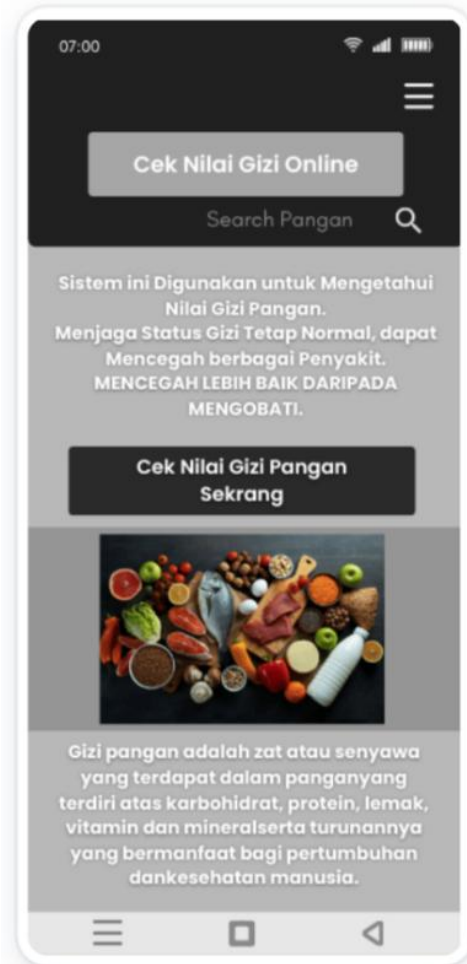 07:00
Cek Nilai Gizi Online
Search Pangan
Sistem ini Digunakan untuk Mengetahui
Nilai Gizi Pangan.
Menjaga Status Gizi Tetap Normal, dapat
Mencegah berbagai Penyakit.
MENCEGAH LEBIH BAIK DARIPADA
MENGOBATI.
Cek Nilai Gizi Pangan
Sekrang
Gizi pangan adalah zat atau senyawa
yang terdapat dalam panganyang
terdiri atas karbohidrat, protein, lemak,
vitamin dan mineralserta turunannya
yang bermanfaat bagi pertumbuhan
dankesehatan manusia.